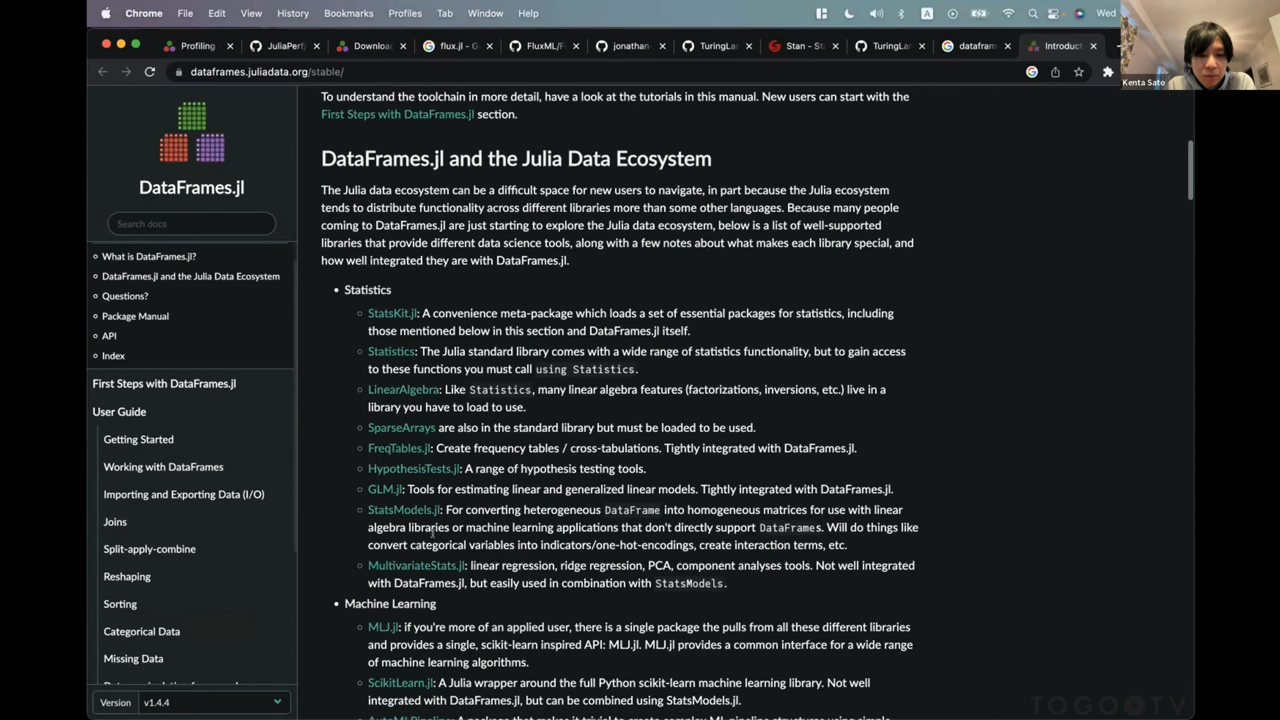 Chrome File Edit View History Bookmarks Profiles Tab Window Help A Wed
Profiling JuliaPerf/ Downloa flux.jl - G FluxML/F jonathan- TuringLan Stan - Sta TuringLan datafram Introduct
dataframes.juliadata.org/stable/
Kenta Sato
To understand the toolchain in more detail, have a look at the tutorials in this manual. New users can start with the
First Steps with DataFrames.jl section.
DataFrames.jl and the Julia Data Ecosystem
The Julia data ecosystem can be a difficult space for new users to navigate, in part because the Julia ecosystem
tends to distribute functionality across different libraries more than some other languages. Because many people
coming to DataFrames.jl are just starting to explore the Julia data ecosystem, below is a list of well-supported
libraries that provide different data science tools, along with a few notes about what makes each library special, and
how well integrated they are with DataFrames.jl.
Statistics
StatsKit.jl: A convenience meta-package which loads a set of essential packages for statistics, including
those mentioned below in this section and DataFrames.jl itself.
Statistics: The Julia standard library comes with a wide range of statistics functionality, but to gain access
to these functions you must call using Statistics.
LinearAlgebra: Like Statistics, many linear algebra features (factorizations, inversions, etc.) live in a
library you have to load to use.
SparseArrays are also in the standard library but must be loaded to be used.
FreqTables.jl: Create frequency tables / cross-tabulations. Tightly integrated with DataFrames.jl.
HypothesisTests.jl: A range of hypothesis testing tools.
GLM.jl: Tools for estimating linear and generalized linear models. Tightly integrated with DataFrames.jl.
StatsModels.jl: For converting heterogeneous DataFrame into homogeneous matrices for use with linear
algebra libraries or machine learning applications that don't directly support DataFrames. Will do things like
convert categorical variables into indicators/one-hot-encodings, create interaction terms, etc.
MultivariateStats.jl: linear regression, ridge regression, PCA, component analyses tools. Not well integrated
with DataFrames.jl, but easily used in combination with StatsModels.
Machine Learning
MLJ.jl: if you're more of an applied user, there is a single package the pulls from all these different libraries
and provides a single, scikit-learn inspired API: MLJ.jl. MLJ.jl provides a common interface for a wide range
of machine learning algorithms.
ScikitLearn.jl: A Julia wrapper around the full Python scikit-learn machine learning library. Not well
integrated with DataFrames.jl, but can be combined using StatsModels.jl.
DataFrames.jl
Search docs
What is DataFrames.jl?
DataFrames.jl and the Julia Data Ecosystem
Questions?
Package Manual
API
Index
First Steps with DataFrames.jl
User Guide
Getting Started
Working with DataFrames
Importing and Exporting Data (I/O)
Joins
Split-apply-combine
Reshaping
Sorting
Categorical Data
Missing Data
Version v1.4.4
TOGOTV